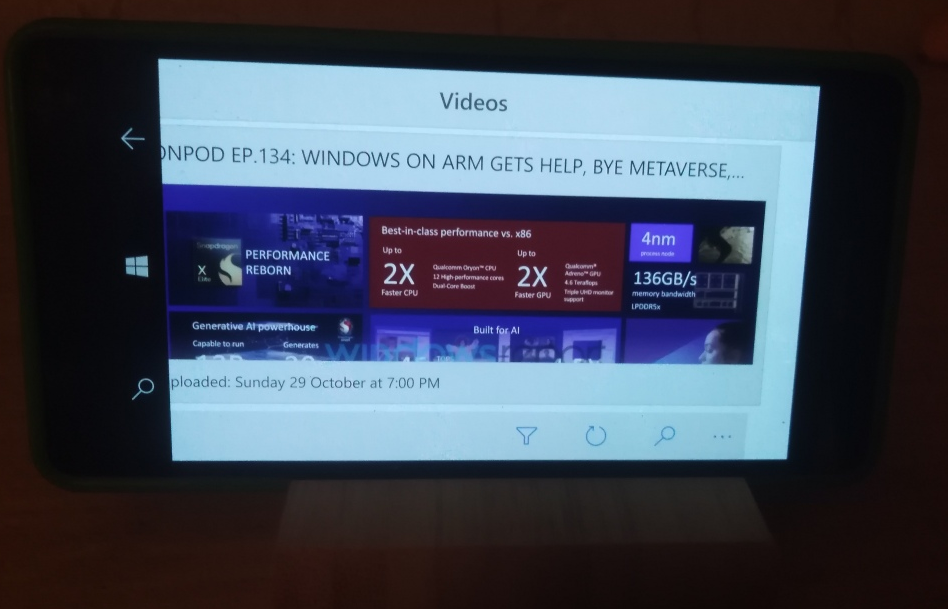 Videos
ONPOD EP.134: WINDOWS ON ARM GETS HELP, BYE METAVERSE,...
Snapdragon
X
Elite
PERFORMANCE
REBORN
Best-in-class performance vs. x86
Up to
2X
Faster CPU
Qualcomm Oryon™ CPU
12 High-performance cores
Dual-Core Boost
Up to
2X
Faster GPU
Qualcomm®
Adreno™ GPU
4.6 Teraflops
Triple UHD monitor
support
4nm
process node
136GB/s
memory bandwidth
LPDDR5x
Generative AI powerhouse
Capable to run
Generates
Built for AI
ploaded: Sunday 29 October at 7:00 PM